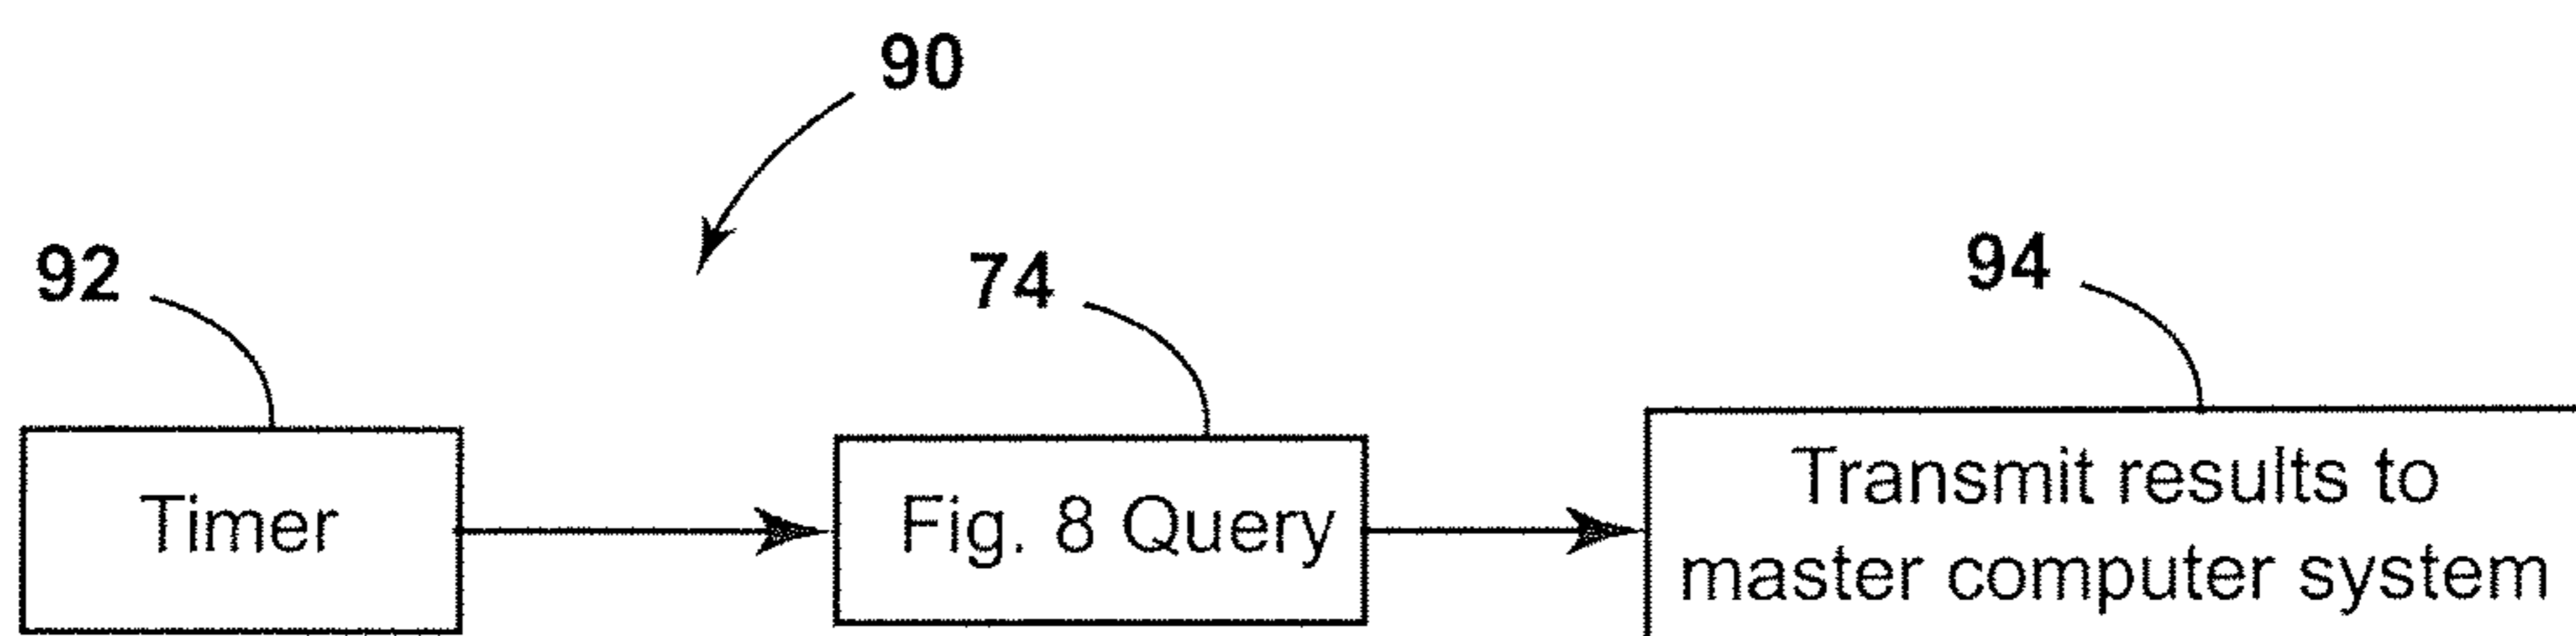 90
92
74
94
Timer
Fig. 8 Query
Transmit results to
master computer system